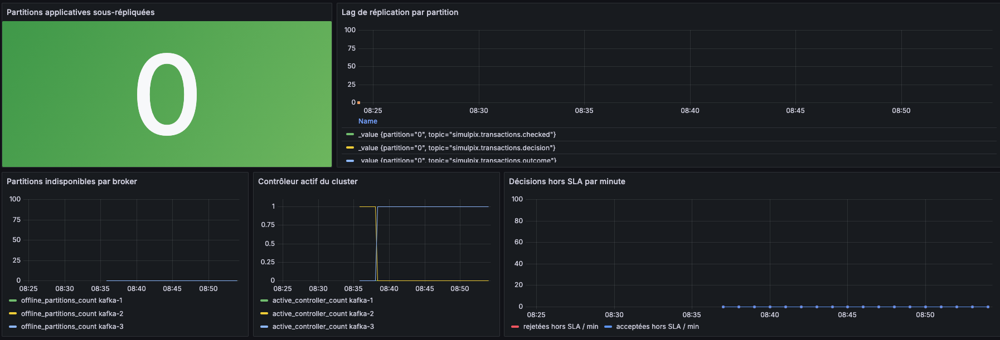 Partitions applicatives sous-répliquées
0
Lag de réplication par partition
100
75
50
25
0
08:25 08:30 08:35 08:40 08:45 08:50
Name
_value {partition="0", topic="simulpix.transactions.checked"}
_value {partition="0", topic="simulpix.transactions.decision"}
_value {partition="0", topic="simulpix.transactions.outcome"}
Partitions indisponibles par broker
100
75
50
25
0
08:25 08:30 08:35 08:40 08:45 08:50
offline_partitions_count kafka-1
offline_partitions_count kafka-2
offline_partitions_count kafka-3
Contrôleur actif du cluster
1
0.75
0.5
0.25
0
08:25 08:30 08:35 08:40 08:45 08:50
active_controller_count kafka-1
active_controller_count kafka-2
active_controller_count kafka-3
Décisions hors SLA par minute
100
80
60
40
20
0
08:25 08:30 08:35 08:40 08:45 08:50
rejetées hors SLA / min acceptées hors SLA / min